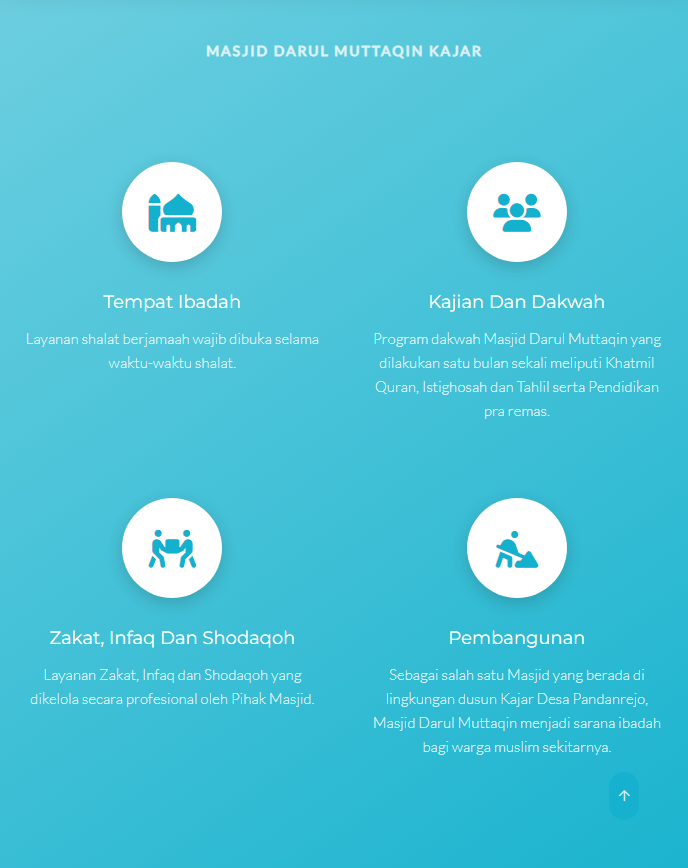 MASJID DARUL MUTTAQIN KAJAR
Tempat Ibadah
Layanan shalat berjamaah wajib dibuka selama
waktu-waktu shalat.
Kajian Dan Dakwah
Program dakwah Masjid Darul Muttaqin yang
dilakukan satu bulan sekali meliputi Khatmil
Quran, Istighosah dan Tahlil serta Pendidikan
pra remas.
Zakat, Infaq Dan Shodaqoh
Layanan Zakat, Infaq dan Shodaqoh yang
dikelola secara profesional oleh Pihak Masjid.
Pembangunan
Sebagai salah satu Masjid yang berada di
lingkungan dusun Kajar Desa Pandanrejo,
Masjid Darul Muttaqin menjadi sarana ibadah
bagi warga muslim sekitarnya.